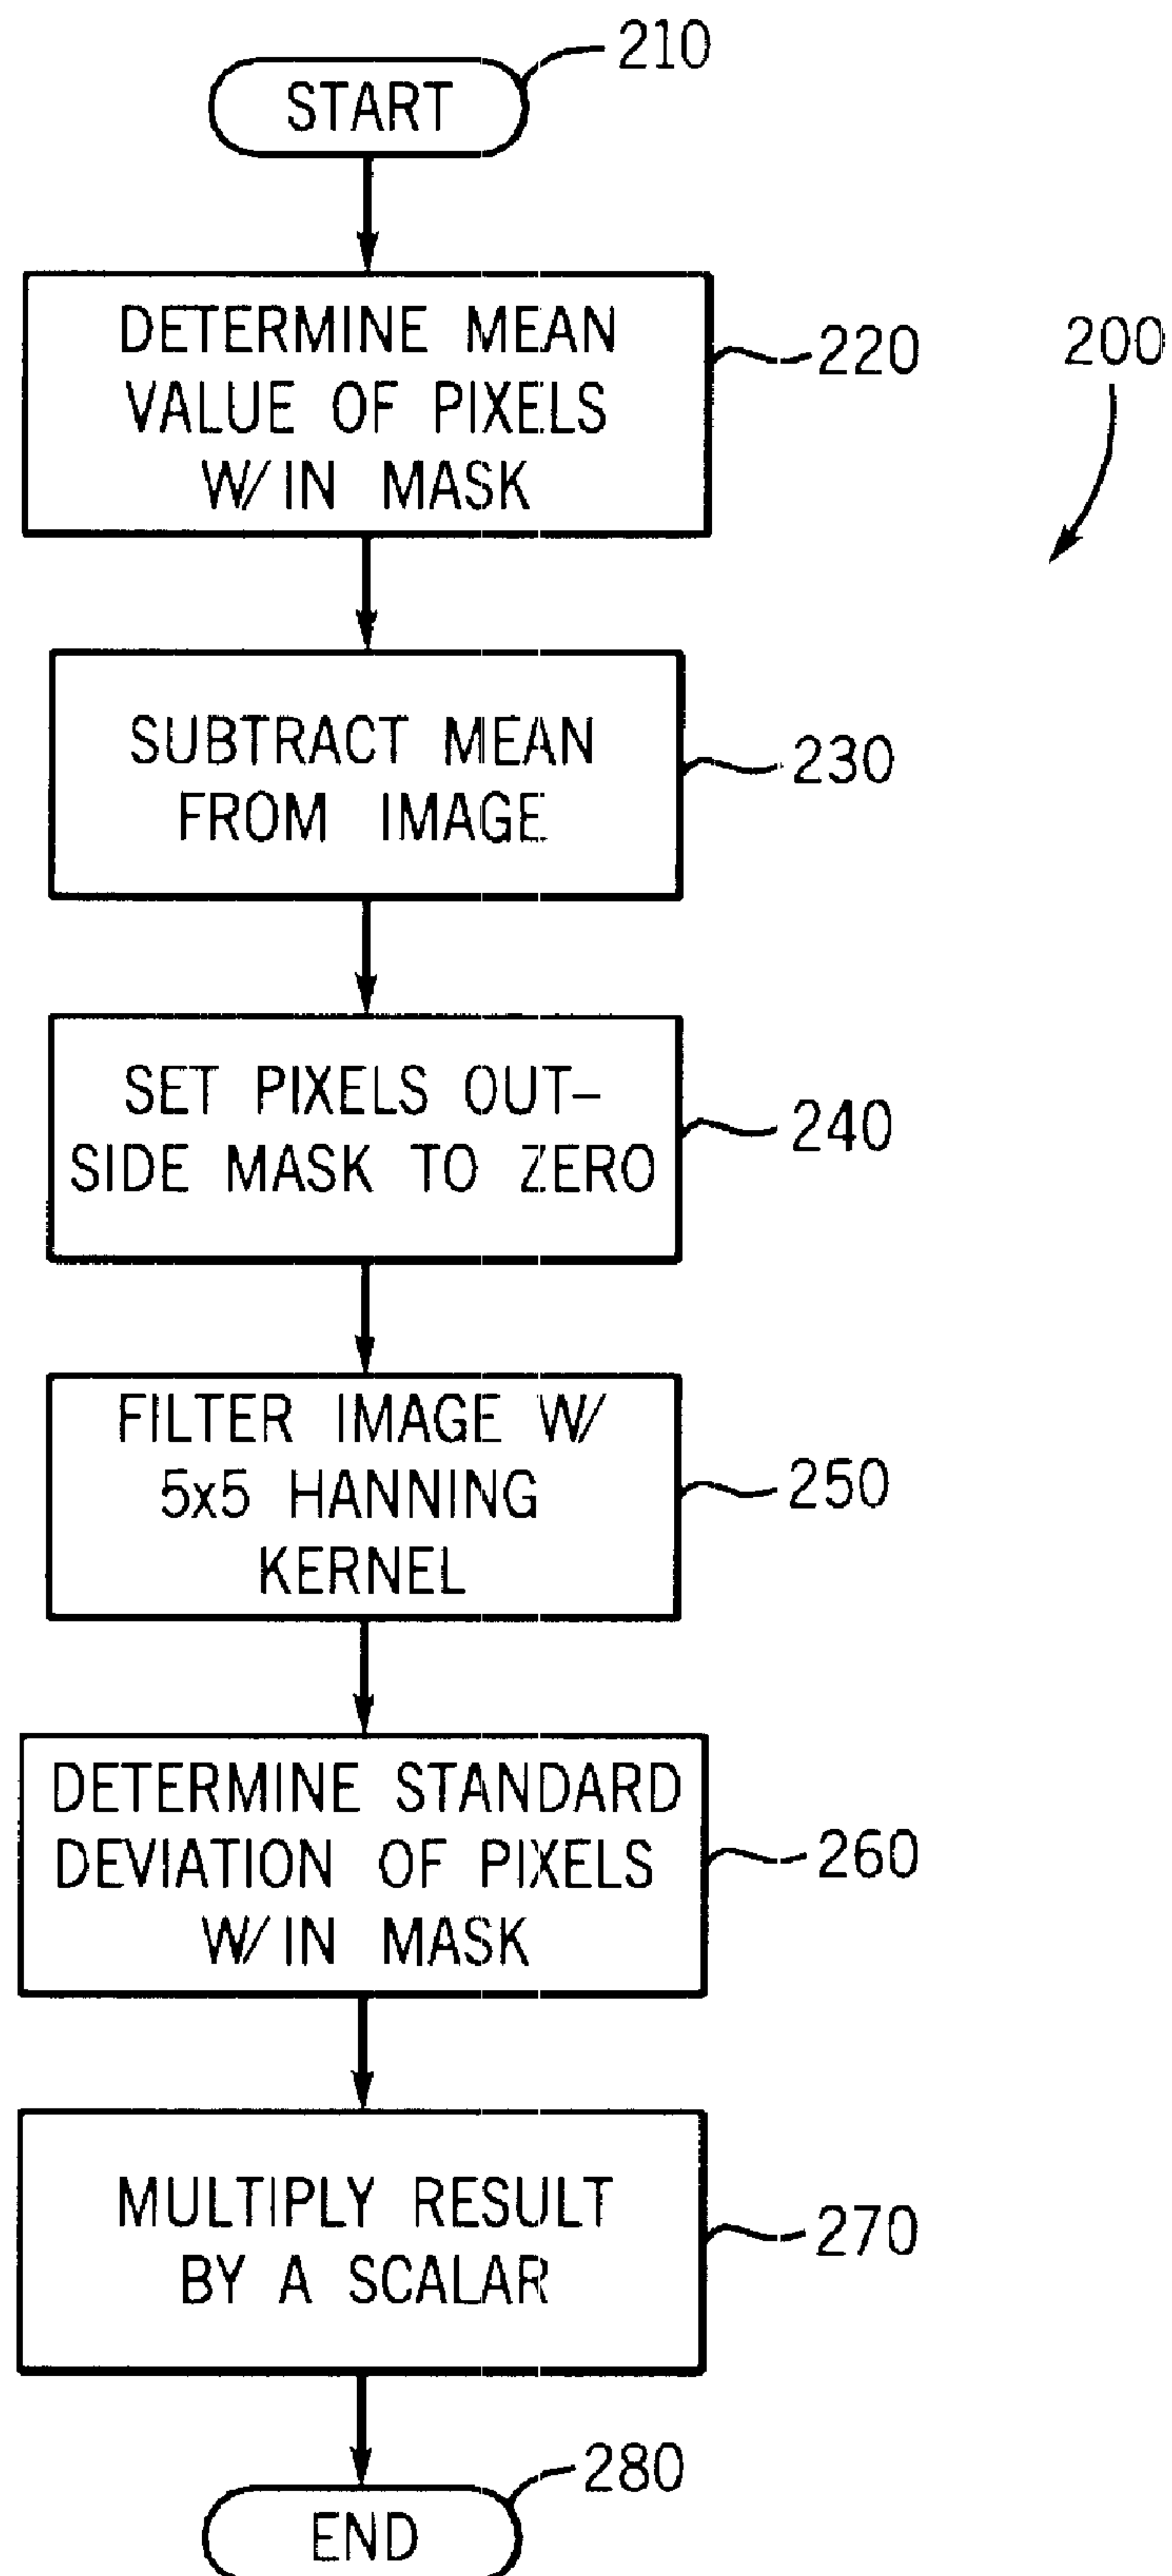 210
START
DETERMINE MEAN
VALUE OF PIXELS
W/IN MASK
220
200
SUBTRACT MEAN
FROM IMAGE
230
SET PIXELS OUT-
SIDE MASK TO ZERO
240
FILTER IMAGE W/
5x5 HANNING
KERNEL
250
DETERMINE STANDARD
DEVIATION OF PIXELS
W/IN MASK
260
MULTIPLY RESULT
BY A SCALAR
270
280
END